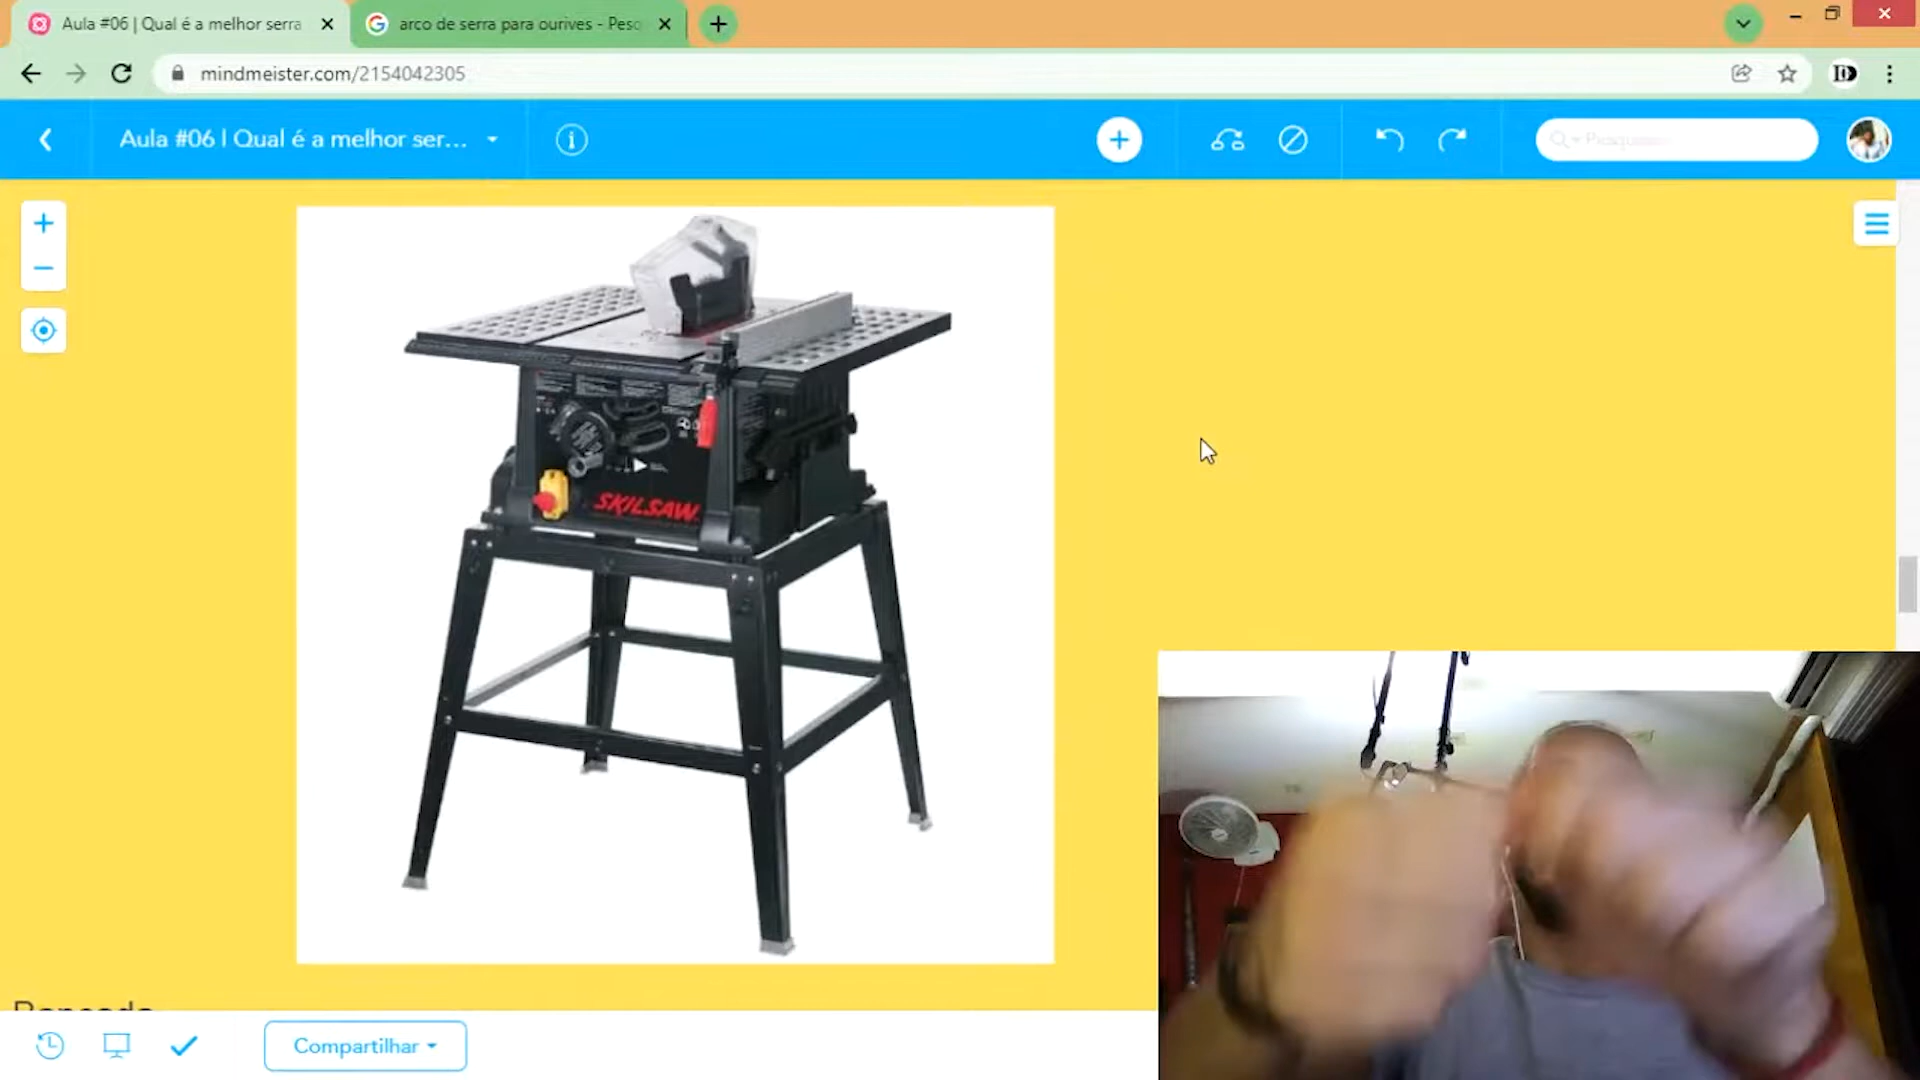 Aula #06 | Qual é a melhor serra
arco de serra para ourives - Pesq
mindmeister.com/2154042305
Aula #06 | Qual é a melhor ser...
SKILSAW
Compartilhar